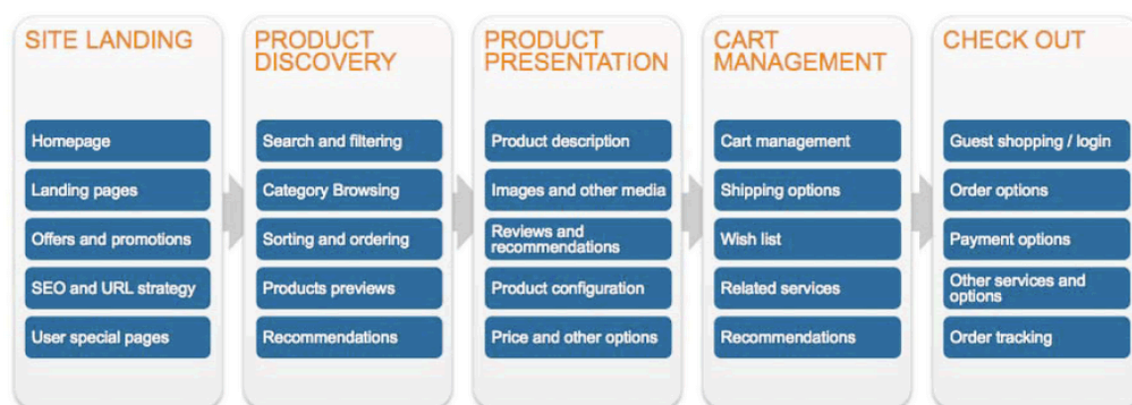 SITE LANDING
Homepage
Landing pages
Offers and promotions
SEO and URL strategy
User special pages
PRODUCT
DISCOVERY
Search and filtering
Category Browsing
Sorting and ordering
Products previews
Recommendations
PRODUCT
PRESENTATION
Product description
Images and other media
Reviews and
recommendations
Product configuration
Price and other options
CART
MANAGEMENT
Cart management
Shipping options
Wish list
Related services
Recommendations
CHECK OUT
Guest shopping / login
Order options
Payment options
Other services and
options
Order tracking